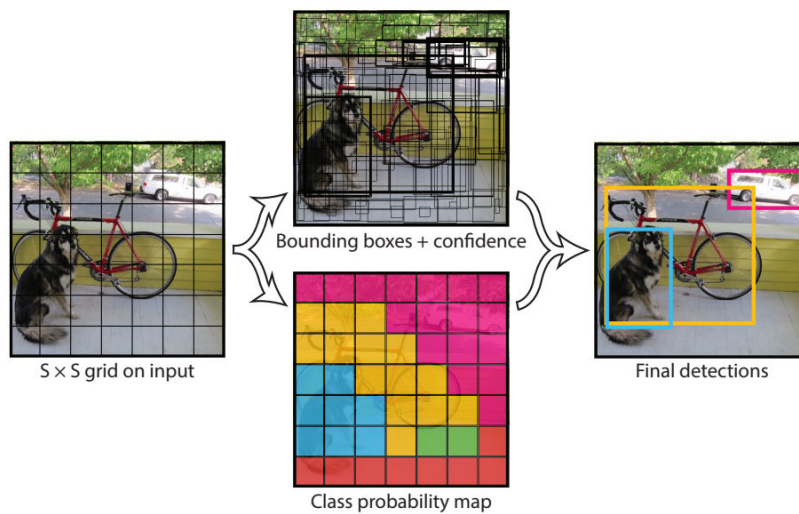 Bounding boxes + confidence
S × S grid on input
Final detections
Class probability map